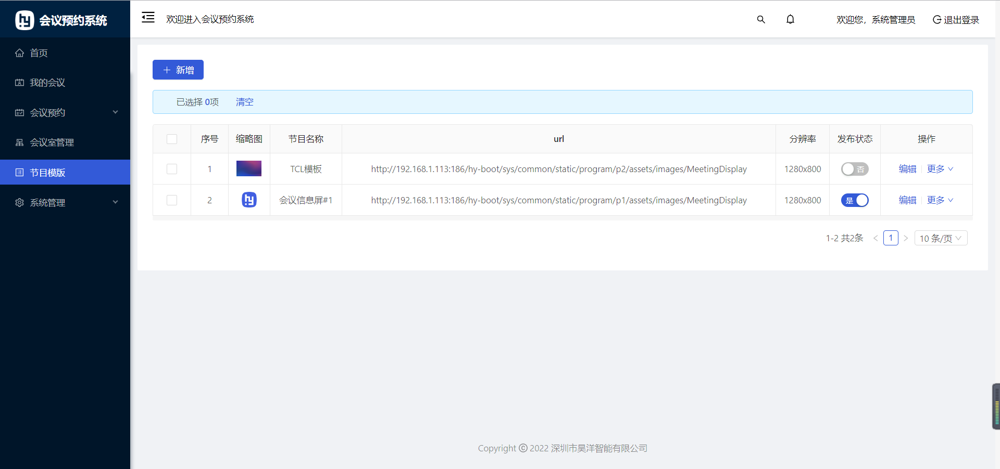 hy 会议预约系统
欢迎进入会议预约系统
欢迎您，系统管理员
退出登录
首页
我的会议
会议预约
会议室管理
节目模版
系统管理
新增
已选择 0项 清空
序号 缩略图 节目名称 url 分辨率 发布状态 操作
1 TCL模板 http://192.168.1.113:186/hy-boot/sys/common/static/program/p2/assets/images/MeetingDisplay 1280x800 否 编辑 更多
2 hy 会议信息屏#1 http://192.168.1.113:186/hy-boot/sys/common/static/program/p1/assets/images/MeetingDisplay 1280x800 是 编辑 更多
1-2 共2条 < 1 > 10 条/页
Copyright © 2022 深圳市昊洋智能有限公司